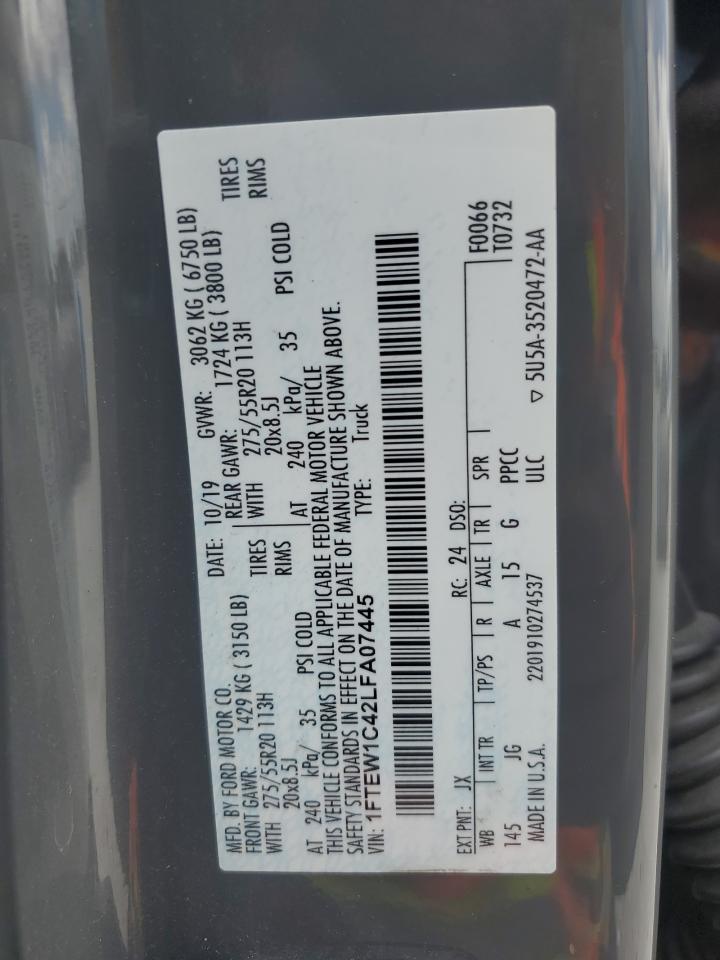 MFD. BY FORD MOTOR CO. DATE: 10/19 GVWR: 3062 KG ( 6750 LB)
FRONT GAWR: 1429 KG ( 3150 LB) REAR GAWR: 1724 KG ( 3800 LB)
WITH 275/55R20 113H TIRES WITH 275/55R20 113H TIRES
20x8.5J RIMS 20x8.5J RIMS
AT 240 kPa/ 35 PSI COLD AT 240 kPa/ 35 PSI COLD
THIS VEHICLE CONFORMS TO ALL APPLICABLE FEDERAL MOTOR VEHICLE
SAFETY STANDARDS IN EFFECT ON THE DATE OF MANUFACTURE SHOWN ABOVE.
VIN: 1FTEW1C42LFA07445 TYPE: Truck
EXT PNT: JX RC: 24 DSO:
WB INT TR TP/PS R AXLE TR SPR F0066
145 JG A 15 G PPCC T0732
MADE IN U.S.A. 2201910274537 ULC ▽ 5U5A-3520472-AA